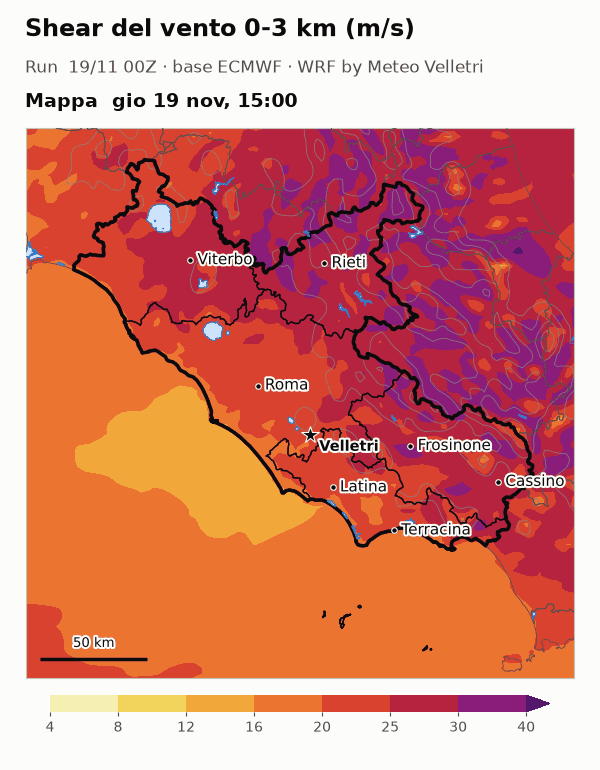 Shear del vento 0-3 km (m/s)
Run  19/11 00Z · base ECMWF · WRF by Meteo Velletri
Mappa  gio 19 nov, 15:00
Viterbo
Rieti
Roma
Velletri
Frosinone
Cassino
Latina
Terracina
50 km
4 8 12 16 20 25 30 40